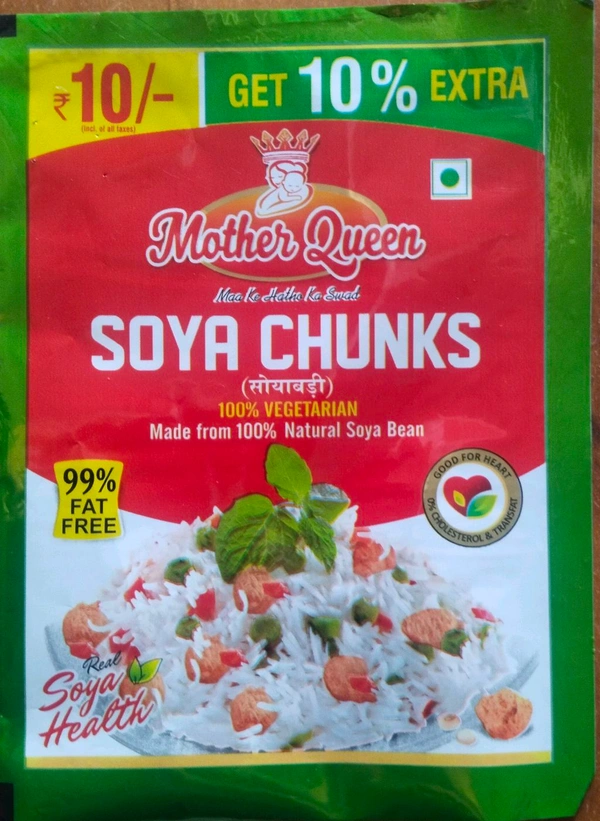 ₹10/-
(incl. of all taxes)
GET 10% EXTRA
Mother Queen
Maa Ke Hatho Ka Swad
SOYA CHUNKS
(सोयाबड़ी)
100% VEGETARIAN
Made from 100% Natural Soya Bean
99%
FAT
FREE
GOOD FOR HEART
0% CHOLESTEROL & TRANSFAT
Real
Soya
Health